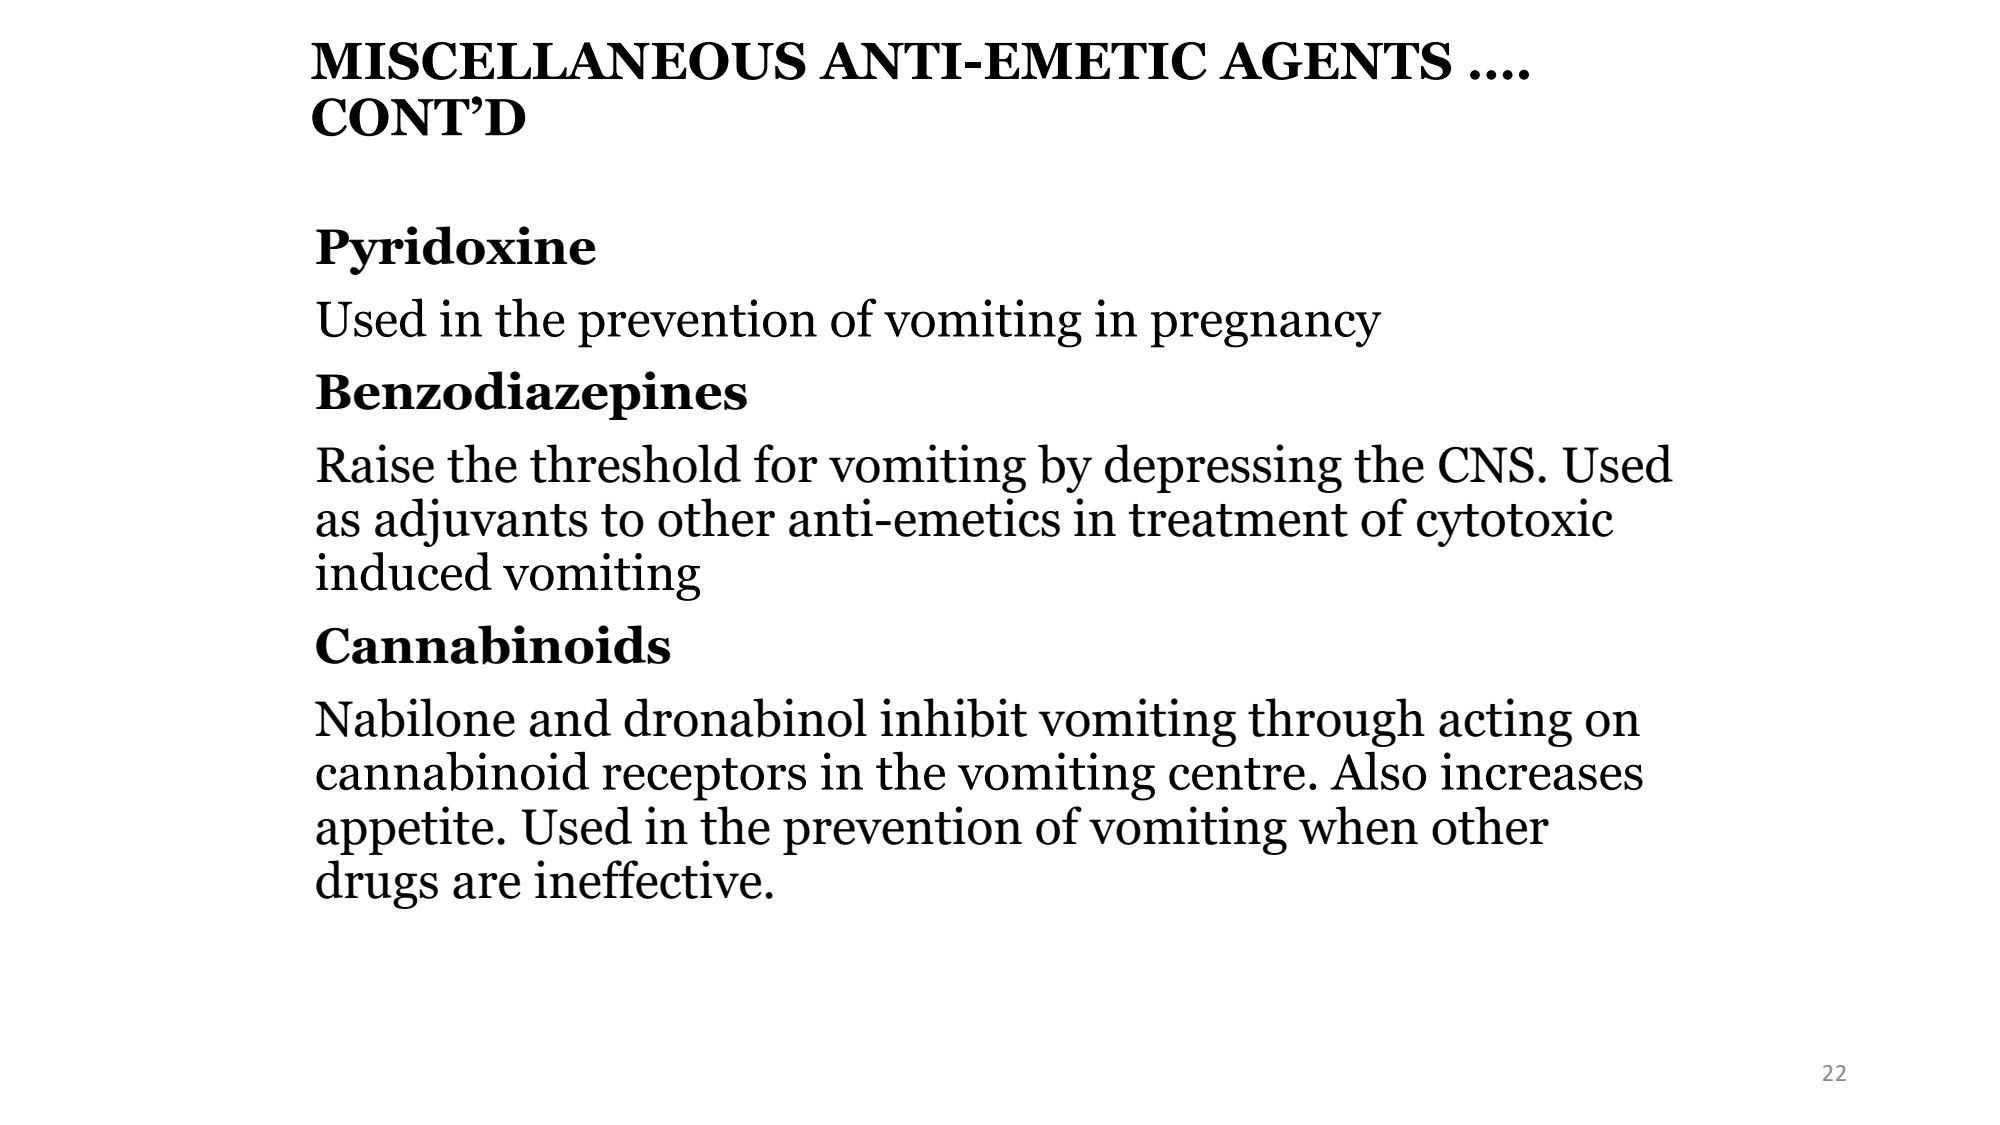 MISCELLANEOUS ANTI-EMETIC AGENTS ....
CONT’D
Pyridoxine
Used in the prevention of vomiting in pregnancy
Benzodiazepines
Raise the threshold for vomiting by depressing the CNS. Used
as adjuvants to other anti-emetics in treatment of cytotoxic
induced vomiting
Cannabinoids
Nabilone and dronabinol inhibit vomiting through acting on
cannabinoid receptors in the vomiting centre. Also increases
appetite. Used in the prevention of vomiting when other
drugs are ineffective.
22